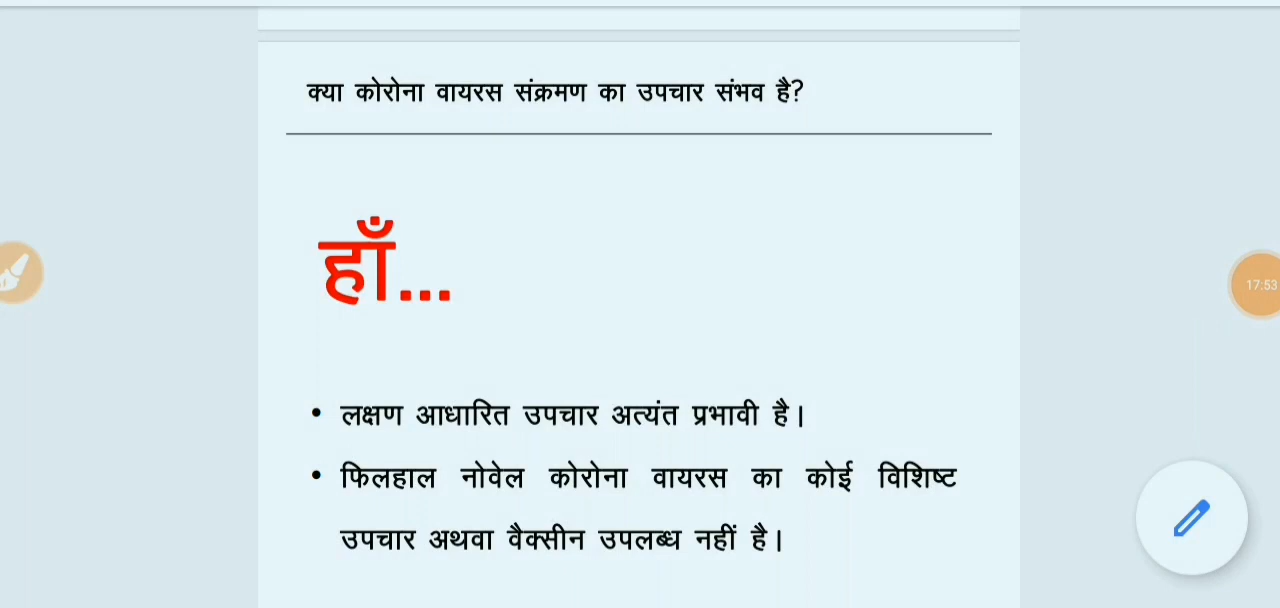 क्या कोरोना वायरस संक्रमण का उपचार संभव है?
हाँ...
• लक्षण आधारित उपचार अत्यंत प्रभावी है।
• फिलहाल नोवेल कोरोना वायरस का कोई विशिष्ट
उपचार अथवा वैक्सीन उपलब्ध नहीं है।
17:53